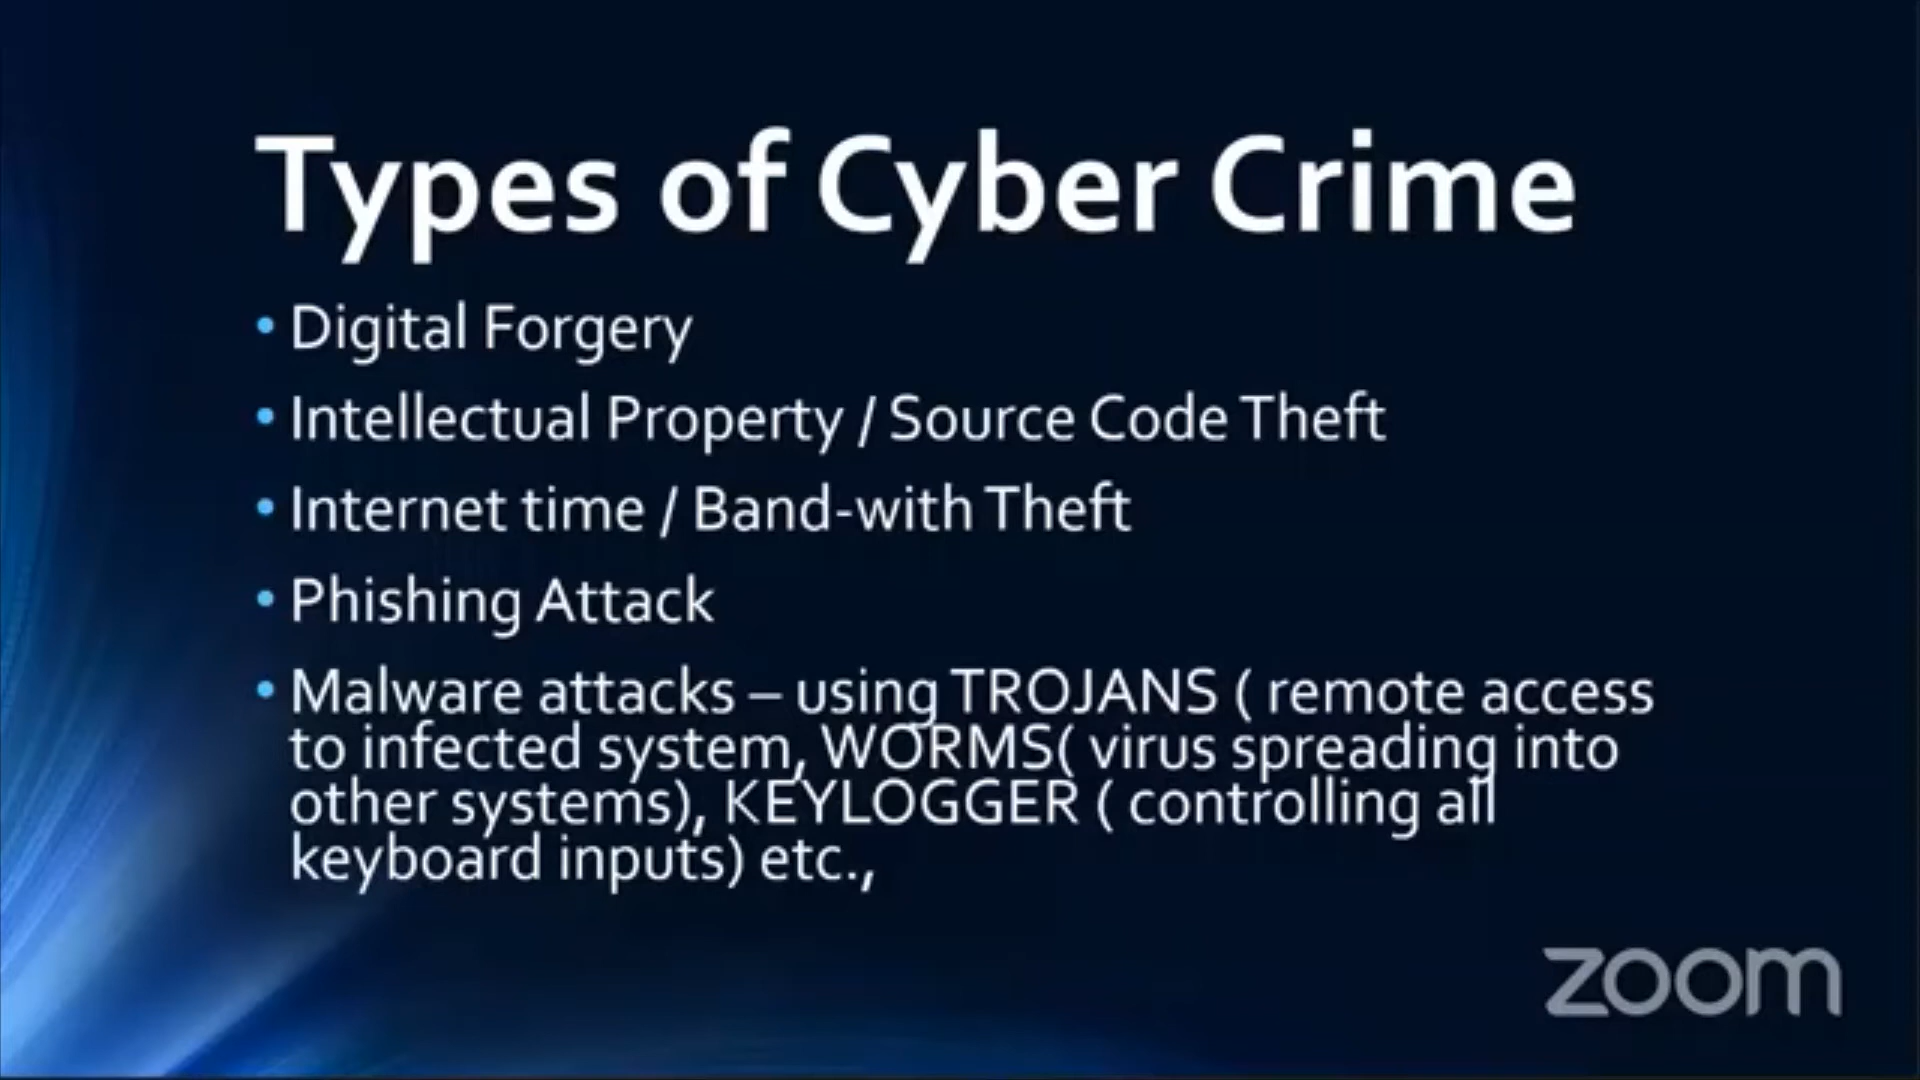 Types of Cyber Crime
• Digital Forgery
• Intellectual Property / Source Code Theft
• Internet time / Band-with Theft
• Phishing Attack
• Malware attacks – using TROJANS ( remote access
to infected system, WORMS( virus spreading into
other systems), KEYLOGGER ( controlling all
keyboard inputs) etc.,
zoom